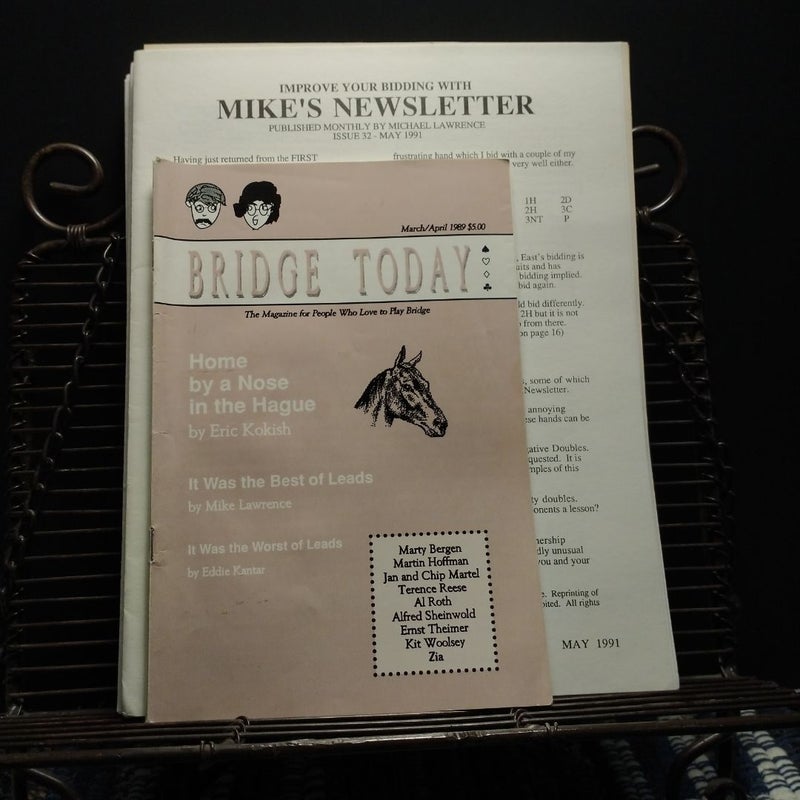 IMPROVE YOUR BIDDING WITH
MIKE'S NEWSLETTER
PUBLISHED MONTHLY BY MICHAEL LAWRENCE
ISSUE 32 - MAY 1991
Having just returned from the FIRST
frustrating hand which I bid with a couple of my
very well either.
1H 2D
2H 3C
3NT P
, East's bidding is
uits and has
bidding implied.
bid again.
ld bid differently.
2H but it is not
from there.
on page 16)
, some of which
Newsletter.
annoying
se hands can be
ative Doubles.
quested. It is
mples of this
ty doubles.
onents a lesson?
nership
dly unusual
you and your
e. Reprinting of
bited. All rights
MAY 1991
March/April 1989 $5.00
BRIDGE TODAY
The Magazine for People Who Love to Play Bridge
Home
by a Nose
in the Hague
by Eric Kokish
It Was the Best of Leads
by Mike Lawrence
It Was the Worst of Leads
by Eddie Kantar
Marty Bergen
Martin Hoffman
Jan and Chip Martel
Terence Reese
Al Roth
Alfred Sheinwold
Ernst Theimer
Kit Woolsey
Zia